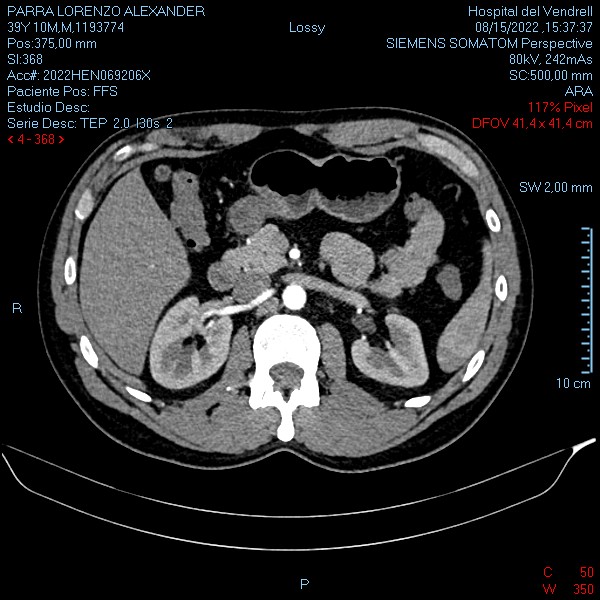 PARRA LORENZO ALEXANDER
39Y 10M,M,1193774
Pos:375,00 mm
SI:368
Acc#: 2022HEN069206X
Paciente Pos: FFS
Estudio Desc:
Serie Desc: TEP 2.0 I30s 2
< 4 - 368 >
Lossy
Hospital del Vendrell
08/15/2022 ,15:37:37
SIEMENS SOMATOM Perspective
80kV, 242mAs
SC:500,00 mm
ARA
117% Pixel
DFOV 41,4 x 41,4 cm
SW 2,00 mm
R
10 cm
P
C 50
W 350